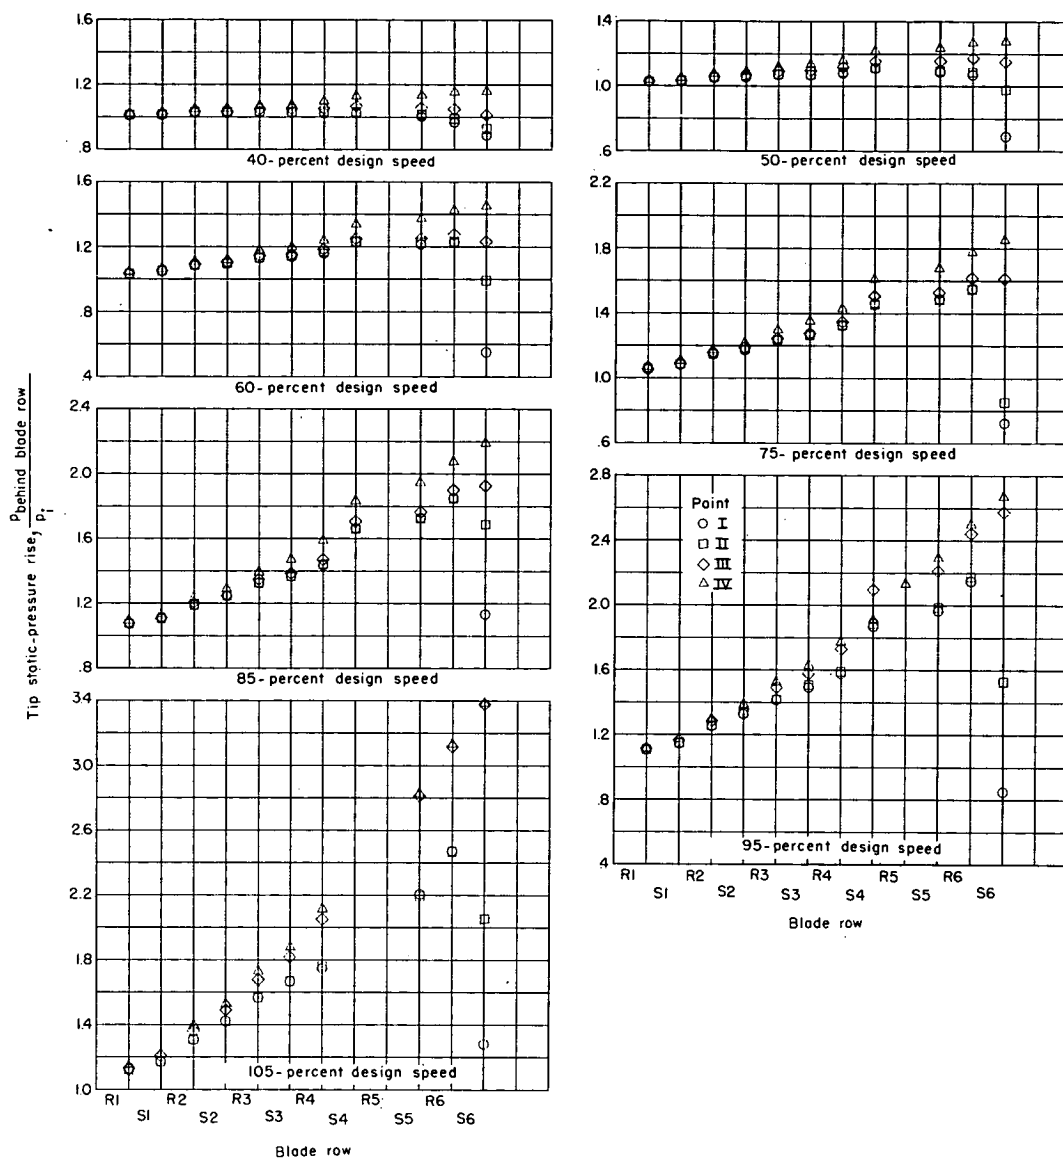 1.6
1.2
.8
40-percent design speed
1.4
1.0
.6
50-percent design speed
1.6
1.2
.8
.4
60-percent design speed
2.2
1.8
1.4
1.0
.6
75-percent design speed
Tip static-pressure rise, p behind blade row / p i
2.4
2.0
1.6
1.2
.8
85-percent design speed
2.8
2.4
2.0
1.6
1.2
.8
.4
Point
I
II
III
IV
95-percent design speed
R1 S1 R2 S2 R3 S3 R4 S4 R5 S5 R6 S6
Blade row
3.4
3.0
2.6
2.2
1.8
1.4
1.0
105-percent design speed
R1 S1 R2 S2 R3 S3 R4 S4 R5 S5 R6 S6
Blade row